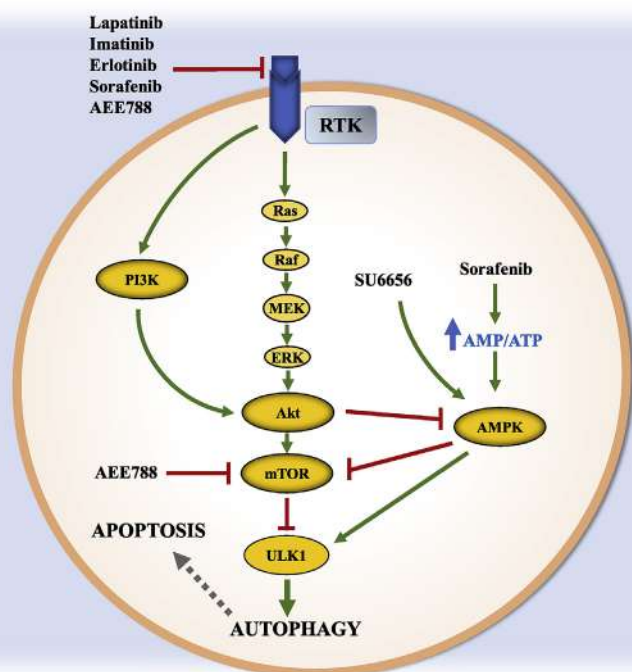 Lapatinib
Imatinib
Erlotinib
Sorafenib
AEE788
RTK
Ras
Raf
PI3K
SU6656
Sorafenib
MEK
AMP/ATP
ERK
Akt
AMPK
AEE788
mTOR
APOPTOSIS
ULK1
AUTOPHAGY